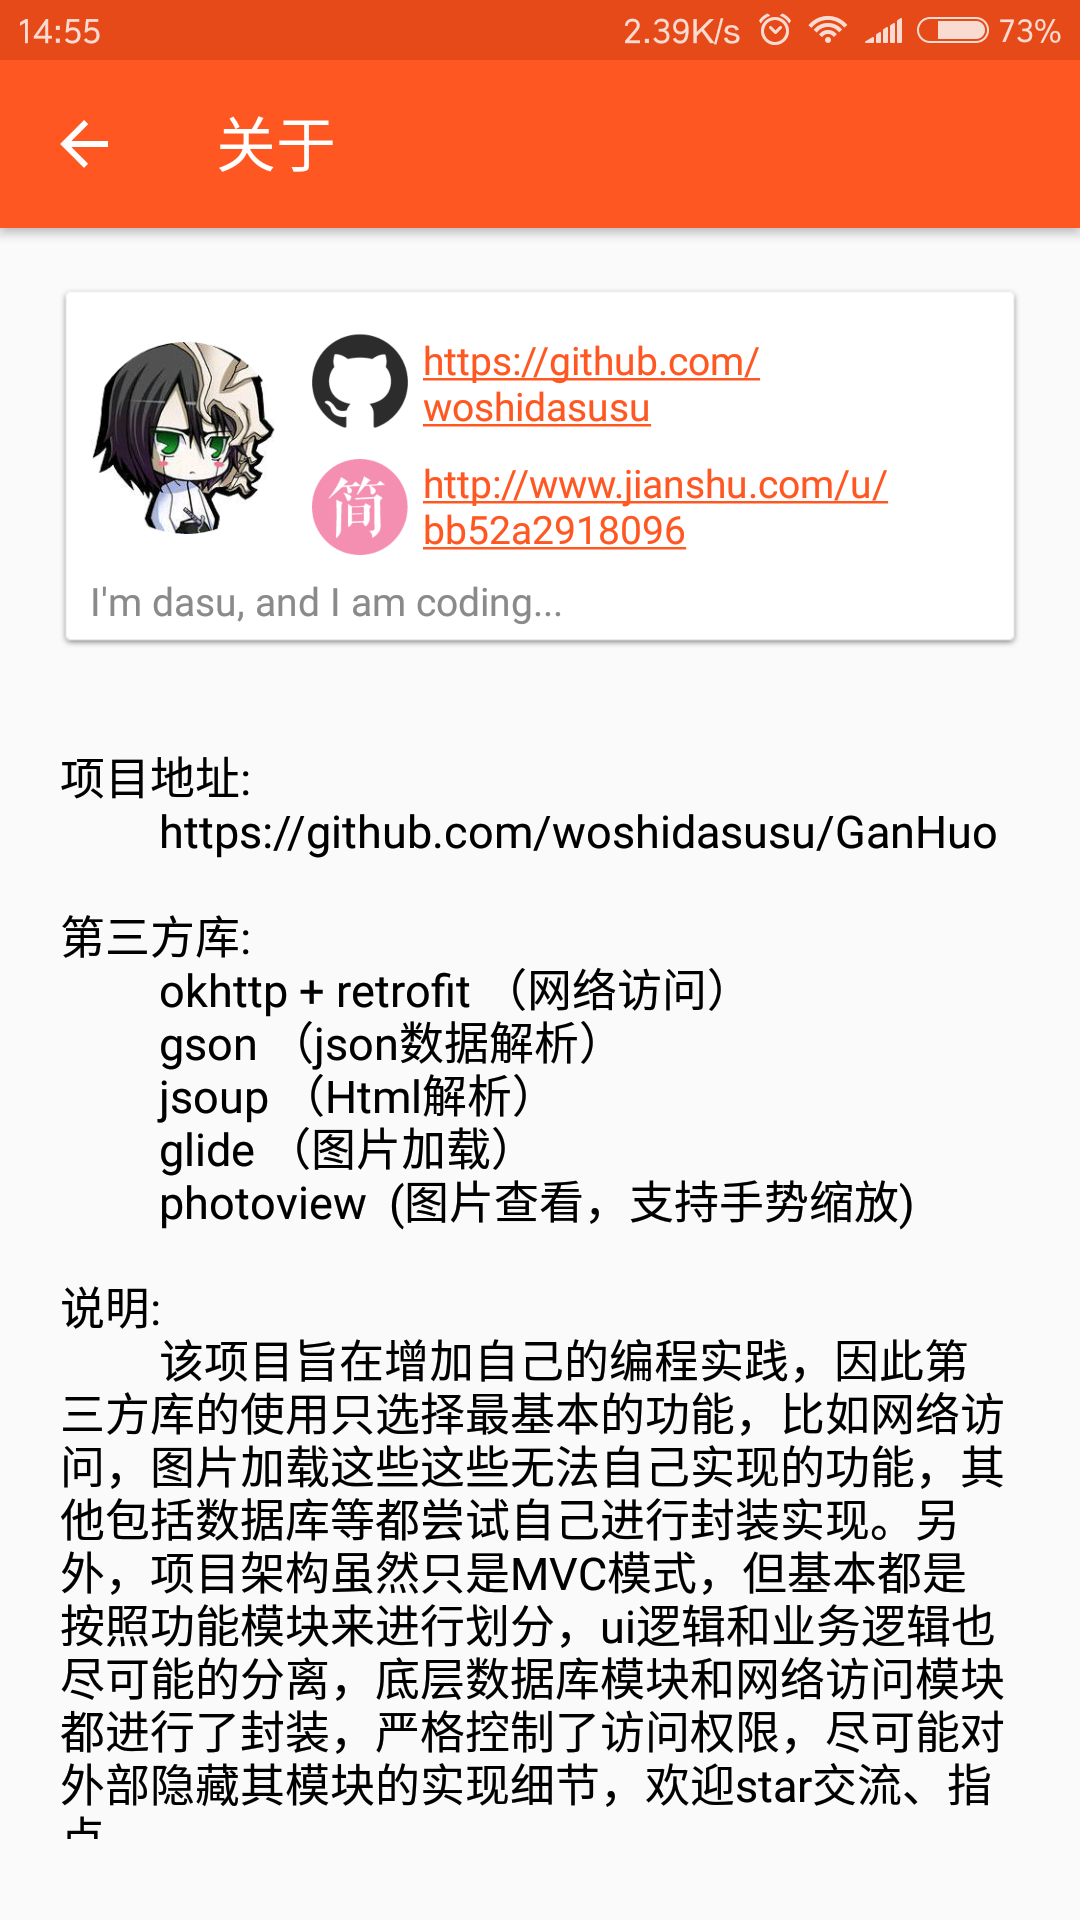 14:55
2.39K/s
73%
关于
https://github.com/
woshidasusu
简
http://www.jianshu.com/u/
bb52a2918096
I'm dasu, and I am coding...
项目地址:
https://github.com/woshidasusu/GanHuo
第三方库:
okhttp + retrofit （网络访问）
gson （json数据解析）
jsoup （Html解析）
glide （图片加载）
photoview (图片查看，支持手势缩放)
说明:
该项目旨在增加自己的编程实践，因此第
三方库的使用只选择最基本的功能，比如网络访
问，图片加载这些这些无法自己实现的功能，其
他包括数据库等都尝试自己进行封装实现。另
外，项目架构虽然只是MVC模式，但基本都是
按照功能模块来进行划分，ui逻辑和业务逻辑也
尽可能的分离，底层数据库模块和网络访问模块
都进行了封装，严格控制了访问权限，尽可能对
外部隐藏其模块的实现细节，欢迎star交流、指
点